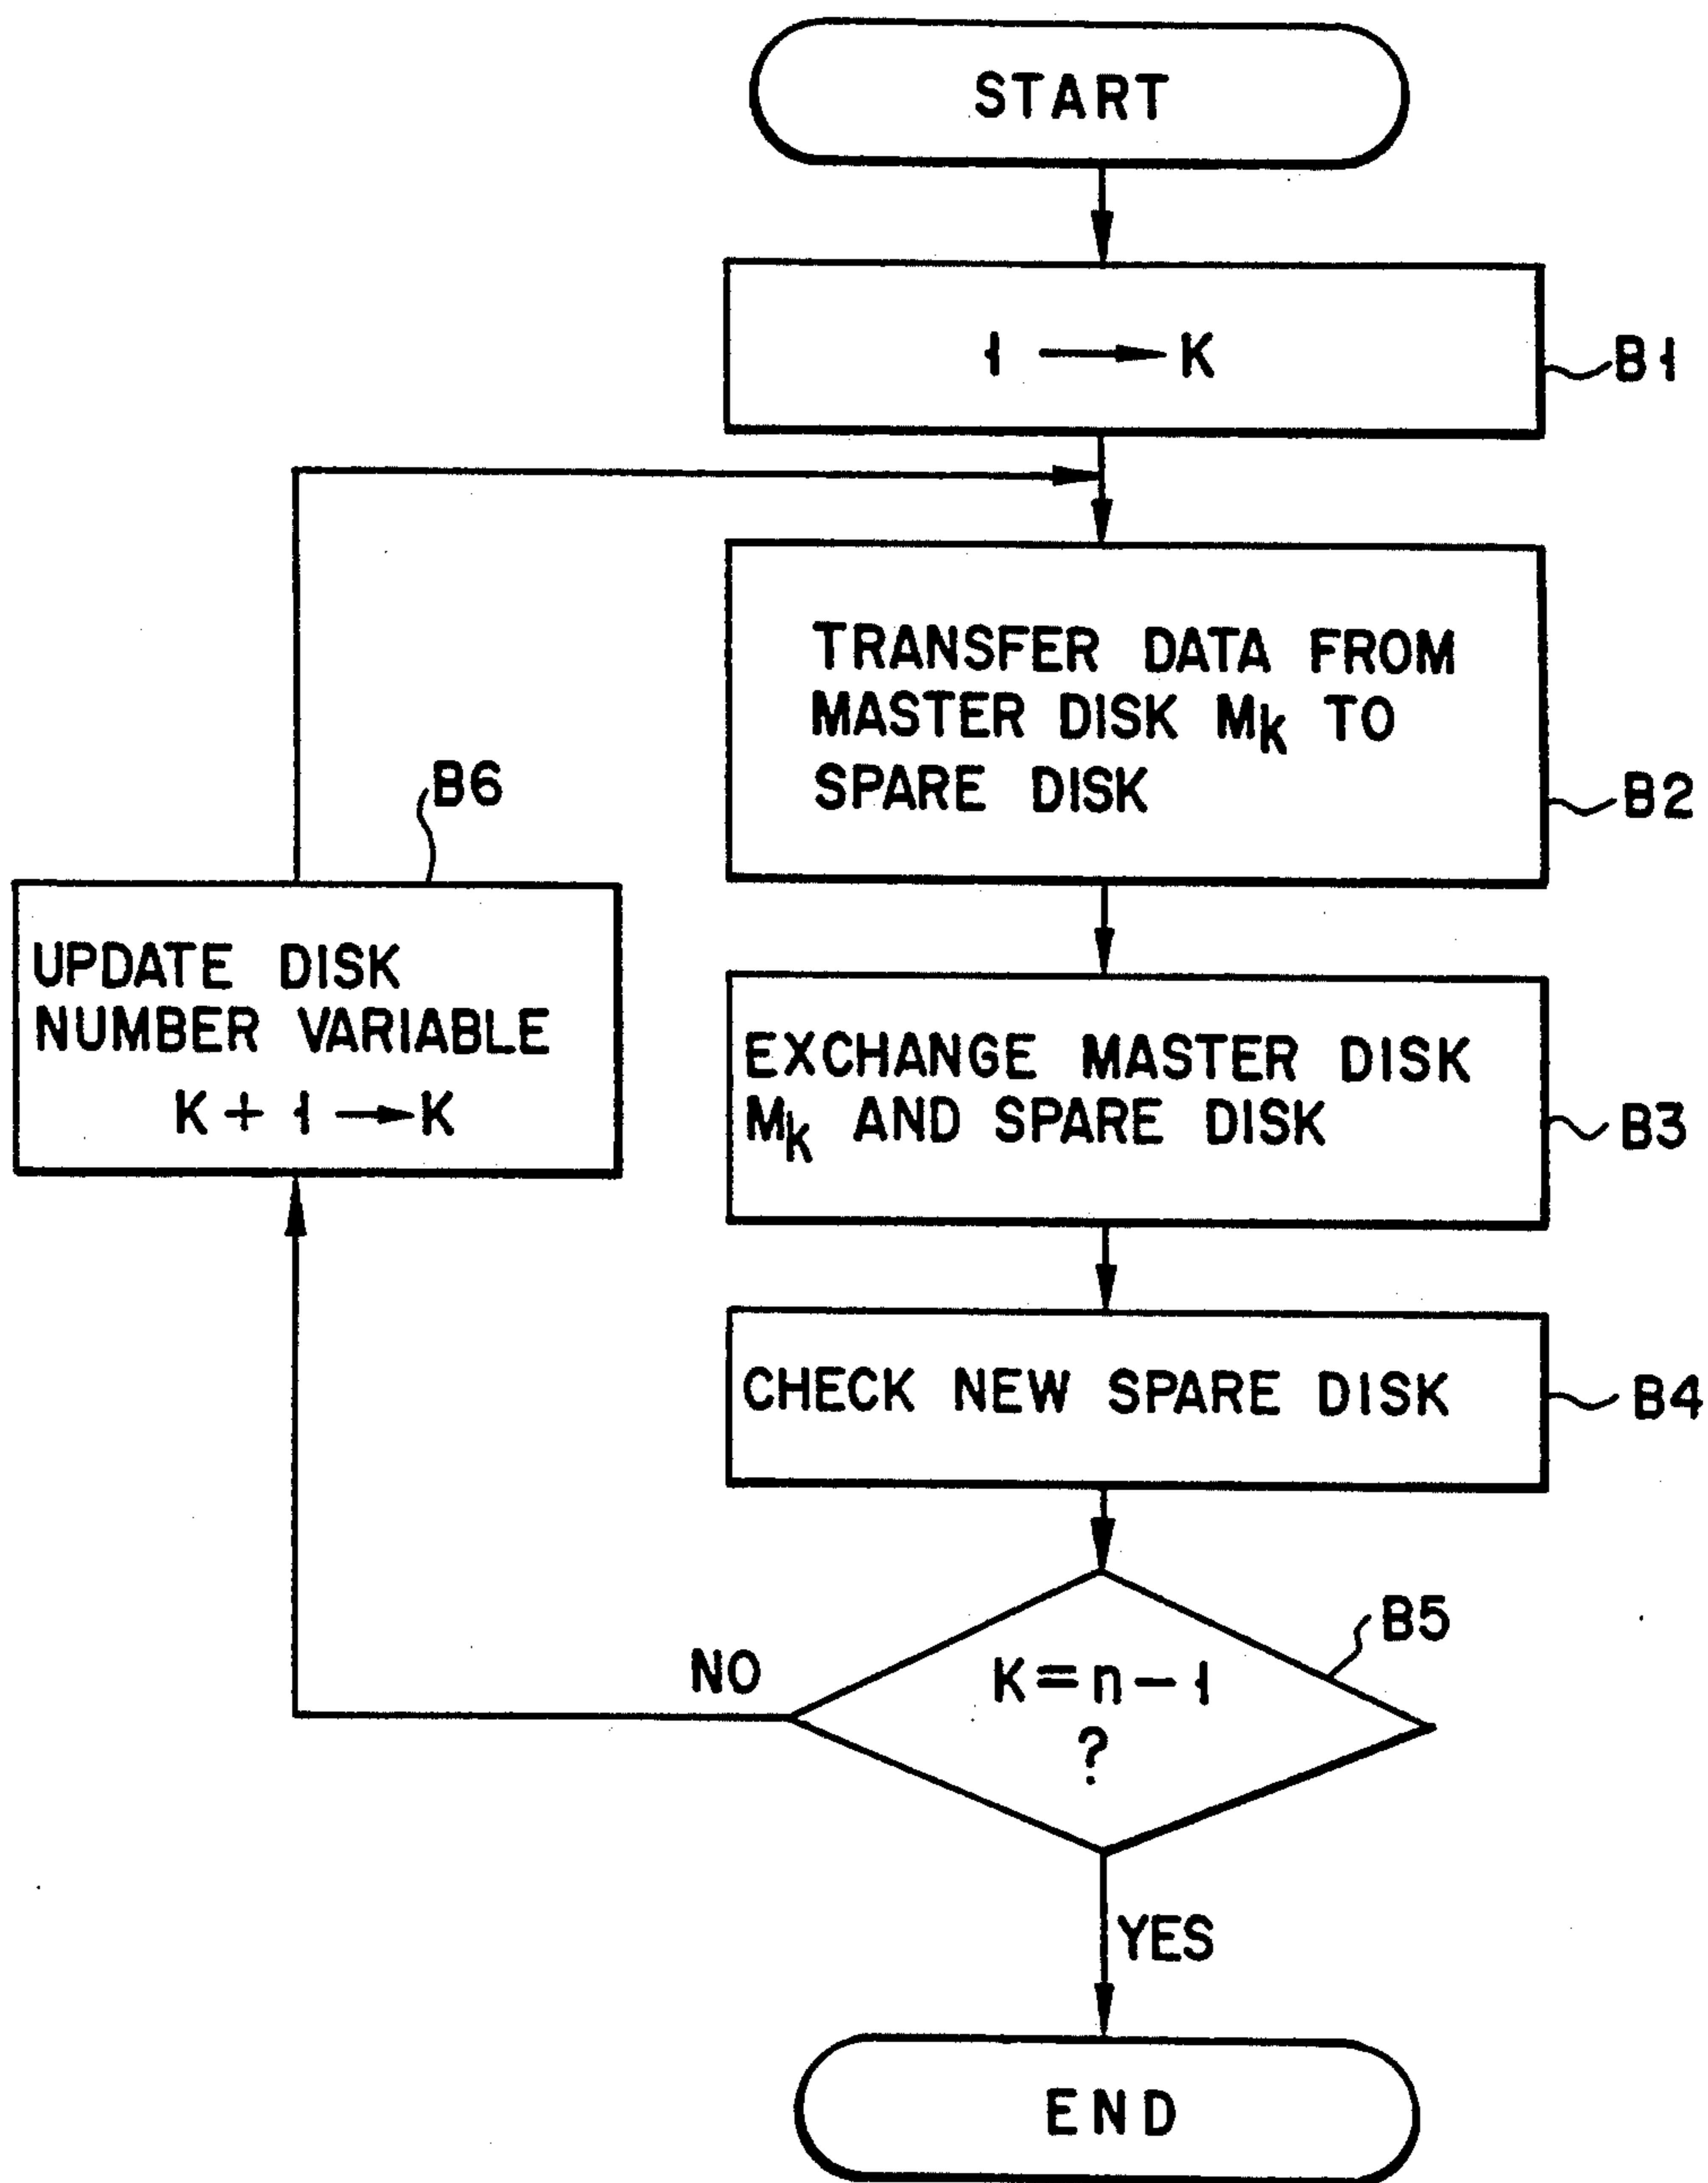 START
1 → K
B1
TRANSFER DATA FROM
MASTER DISK Mk TO
SPARE DISK
B2
B6
UPDATE DISK
NUMBER VARIABLE
K + 1 → K
EXCHANGE MASTER DISK
Mk AND SPARE DISK
B3
CHECK NEW SPARE DISK
B4
B5
NO
K = n - 1
?
YES
END